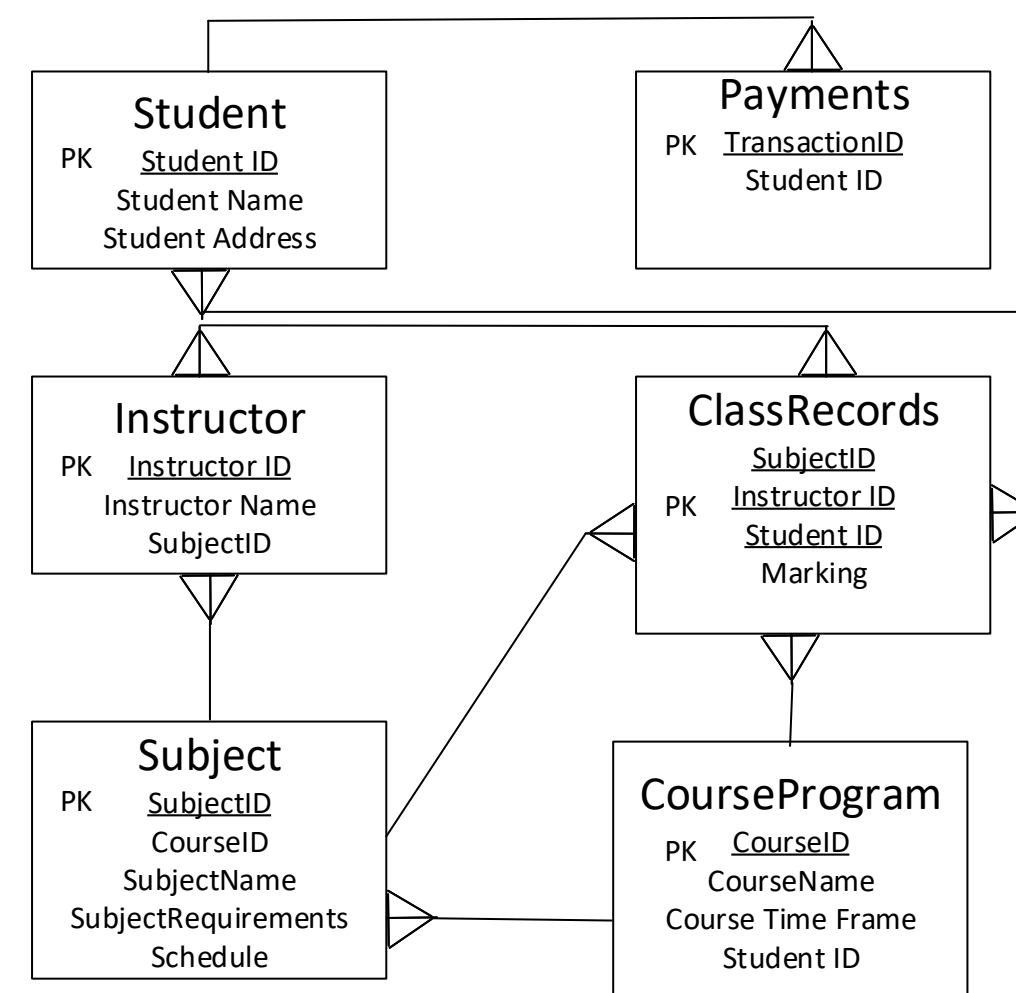 Student
PK Student ID
Student Name
Student Address
Payments
PK TransactionID
Student ID
Instructor
PK Instructor ID
Instructor Name
SubjectID
ClassRecords
SubjectID
PK Instructor ID
Student ID
Marking
Subject
PK SubjectID
CourseID
SubjectName
SubjectRequirements
Schedule
CourseProgram
PK CourseID
CourseName
Course Time Frame
Student ID